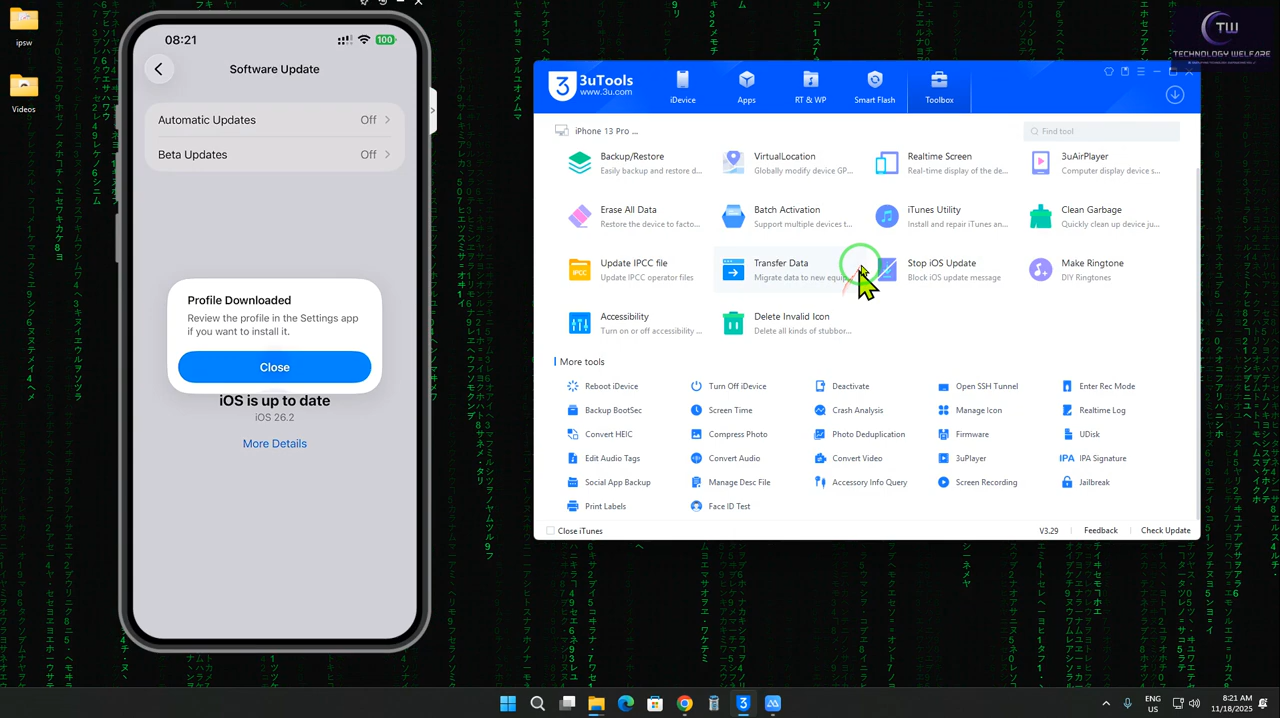 ipsw
Videos
08:21
100
Software Update
Automatic Updates
Off
Beta Updates
Off
Profile Downloaded
Review the profile in the Settings app
if you want to install it.
Close
iOS is up to date
iOS 26.2
More Details
TW
TECHNOLOGY WELFARE
3uTools
www.3u.com
iDevice
Apps
RT & WP
Smart Flash
Toolbox
iPhone 13 Pro ...
Find tool
Backup/Restore
Easily backup and restore d...
VirtualLocation
Globally modify device GP...
Realtime Screen
Real-time display of the de...
3uAirPlayer
Computer display device s...
Erase All Data
Restore the device to facto...
Batch Activation
Support multiple devices t...
iTunes Utility
Install and repair iTunes an...
Clean Garbage
Quickly clean up device ju...
IPCC
Update IPCC file
Update IPCC operator files
Transfer Data
Migrate data to new equip...
Stop iOS Update
Block iOS update message
Make Ringtone
DIY Ringtones
Accessibility
Turn on or off accessibility ...
Delete Invalid Icon
Delete all kinds of stubbor...
More tools
Reboot iDevice
Turn Off iDevice
Deactivate
Open SSH Tunnel
Enter Rec Mode
Backup BootSec
Screen Time
Crash Analysis
Manage Icon
Realtime Log
Convert HEIC
Compress Photo
Photo Deduplication
Firmware
UDisk
Edit Audio Tags
Convert Audio
Convert Video
3uPlayer
IPA IPA Signature
Social App Backup
Manage Desc File
Accessory Info Query
Screen Recording
Jailbreak
Print Labels
Face ID Test
Close iTunes
V3.29
Feedback
Check Update
ENG
US
8:21 AM
11/18/2025